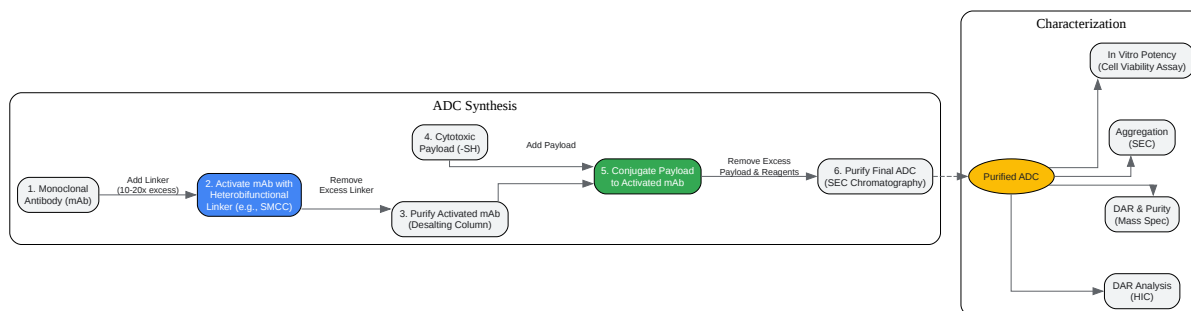 Characterization
In Vitro Potency
(Cell Viability Assay)
ADC Synthesis
4. Cytotoxic
Payload (-SH)
Add Payload
Aggregation
(SEC)
1. Monoclonal
Antibody (mAb)
Add Linker
(10-20x excess)
2. Activate mAb with
Heterobifunctional
Linker (e.g., SMCC)
Remove
Excess Linker
3. Purify Activated mAb
(Desalting Column)
5. Conjugate Payload
to Activated mAb
Remove Excess
Payload & Reagents
6. Purify Final ADC
(SEC Chromatography)
Purified ADC
DAR & Purity
(Mass Spec)
DAR Analysis
(HIC)